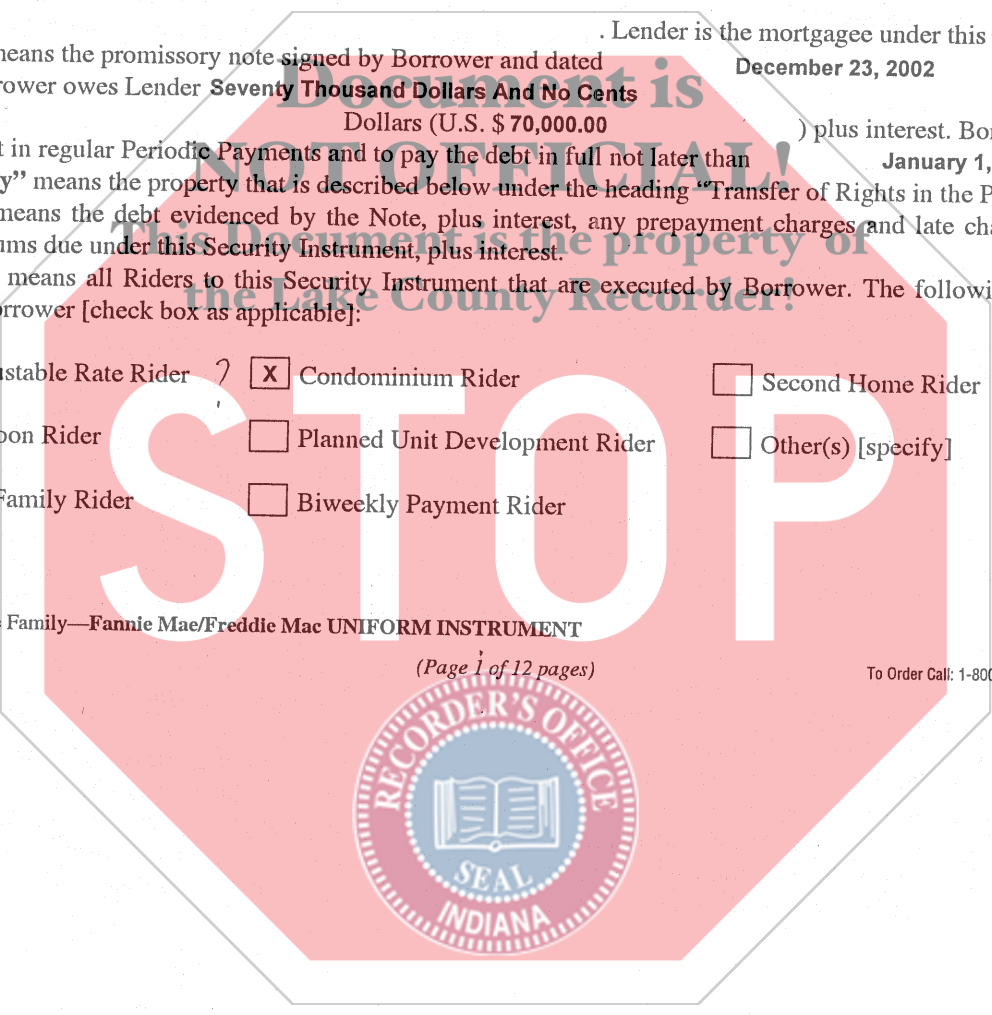 . Lender is the mortgagee under this
means the promissory note signed by Borrower and dated December 23, 2002
rower owes Lender Seventy Thousand Dollars And No Cents
Dollars (U.S. $ 70,000.00 ) plus interest. Bor
t in regular Periodic Payments and to pay the debt in full not later than January 1,
y” means the property that is described below under the heading “Transfer of Rights in the P
means the debt evidenced by the Note, plus interest, any prepayment charges and late cha
ums due under this Security Instrument, plus interest.
means all Riders to this Security Instrument that are executed by Borrower. The followi
orrower [check box as applicable]:
ustable Rate Rider ? X Condominium Rider Second Home Rider
oon Rider Planned Unit Development Rider Other(s) [specify]
Family Rider Biweekly Payment Rider
Family—Fannie Mae/Freddie Mac UNIFORM INSTRUMENT
(Page 1 of 12 pages)
To Order Call: 1-800
Document is
NOT OFFICIAL!
This Document is the property of
the Lake County Recorder!
STOP
RECORDER'S OFFICE
SEAL
INDIANA